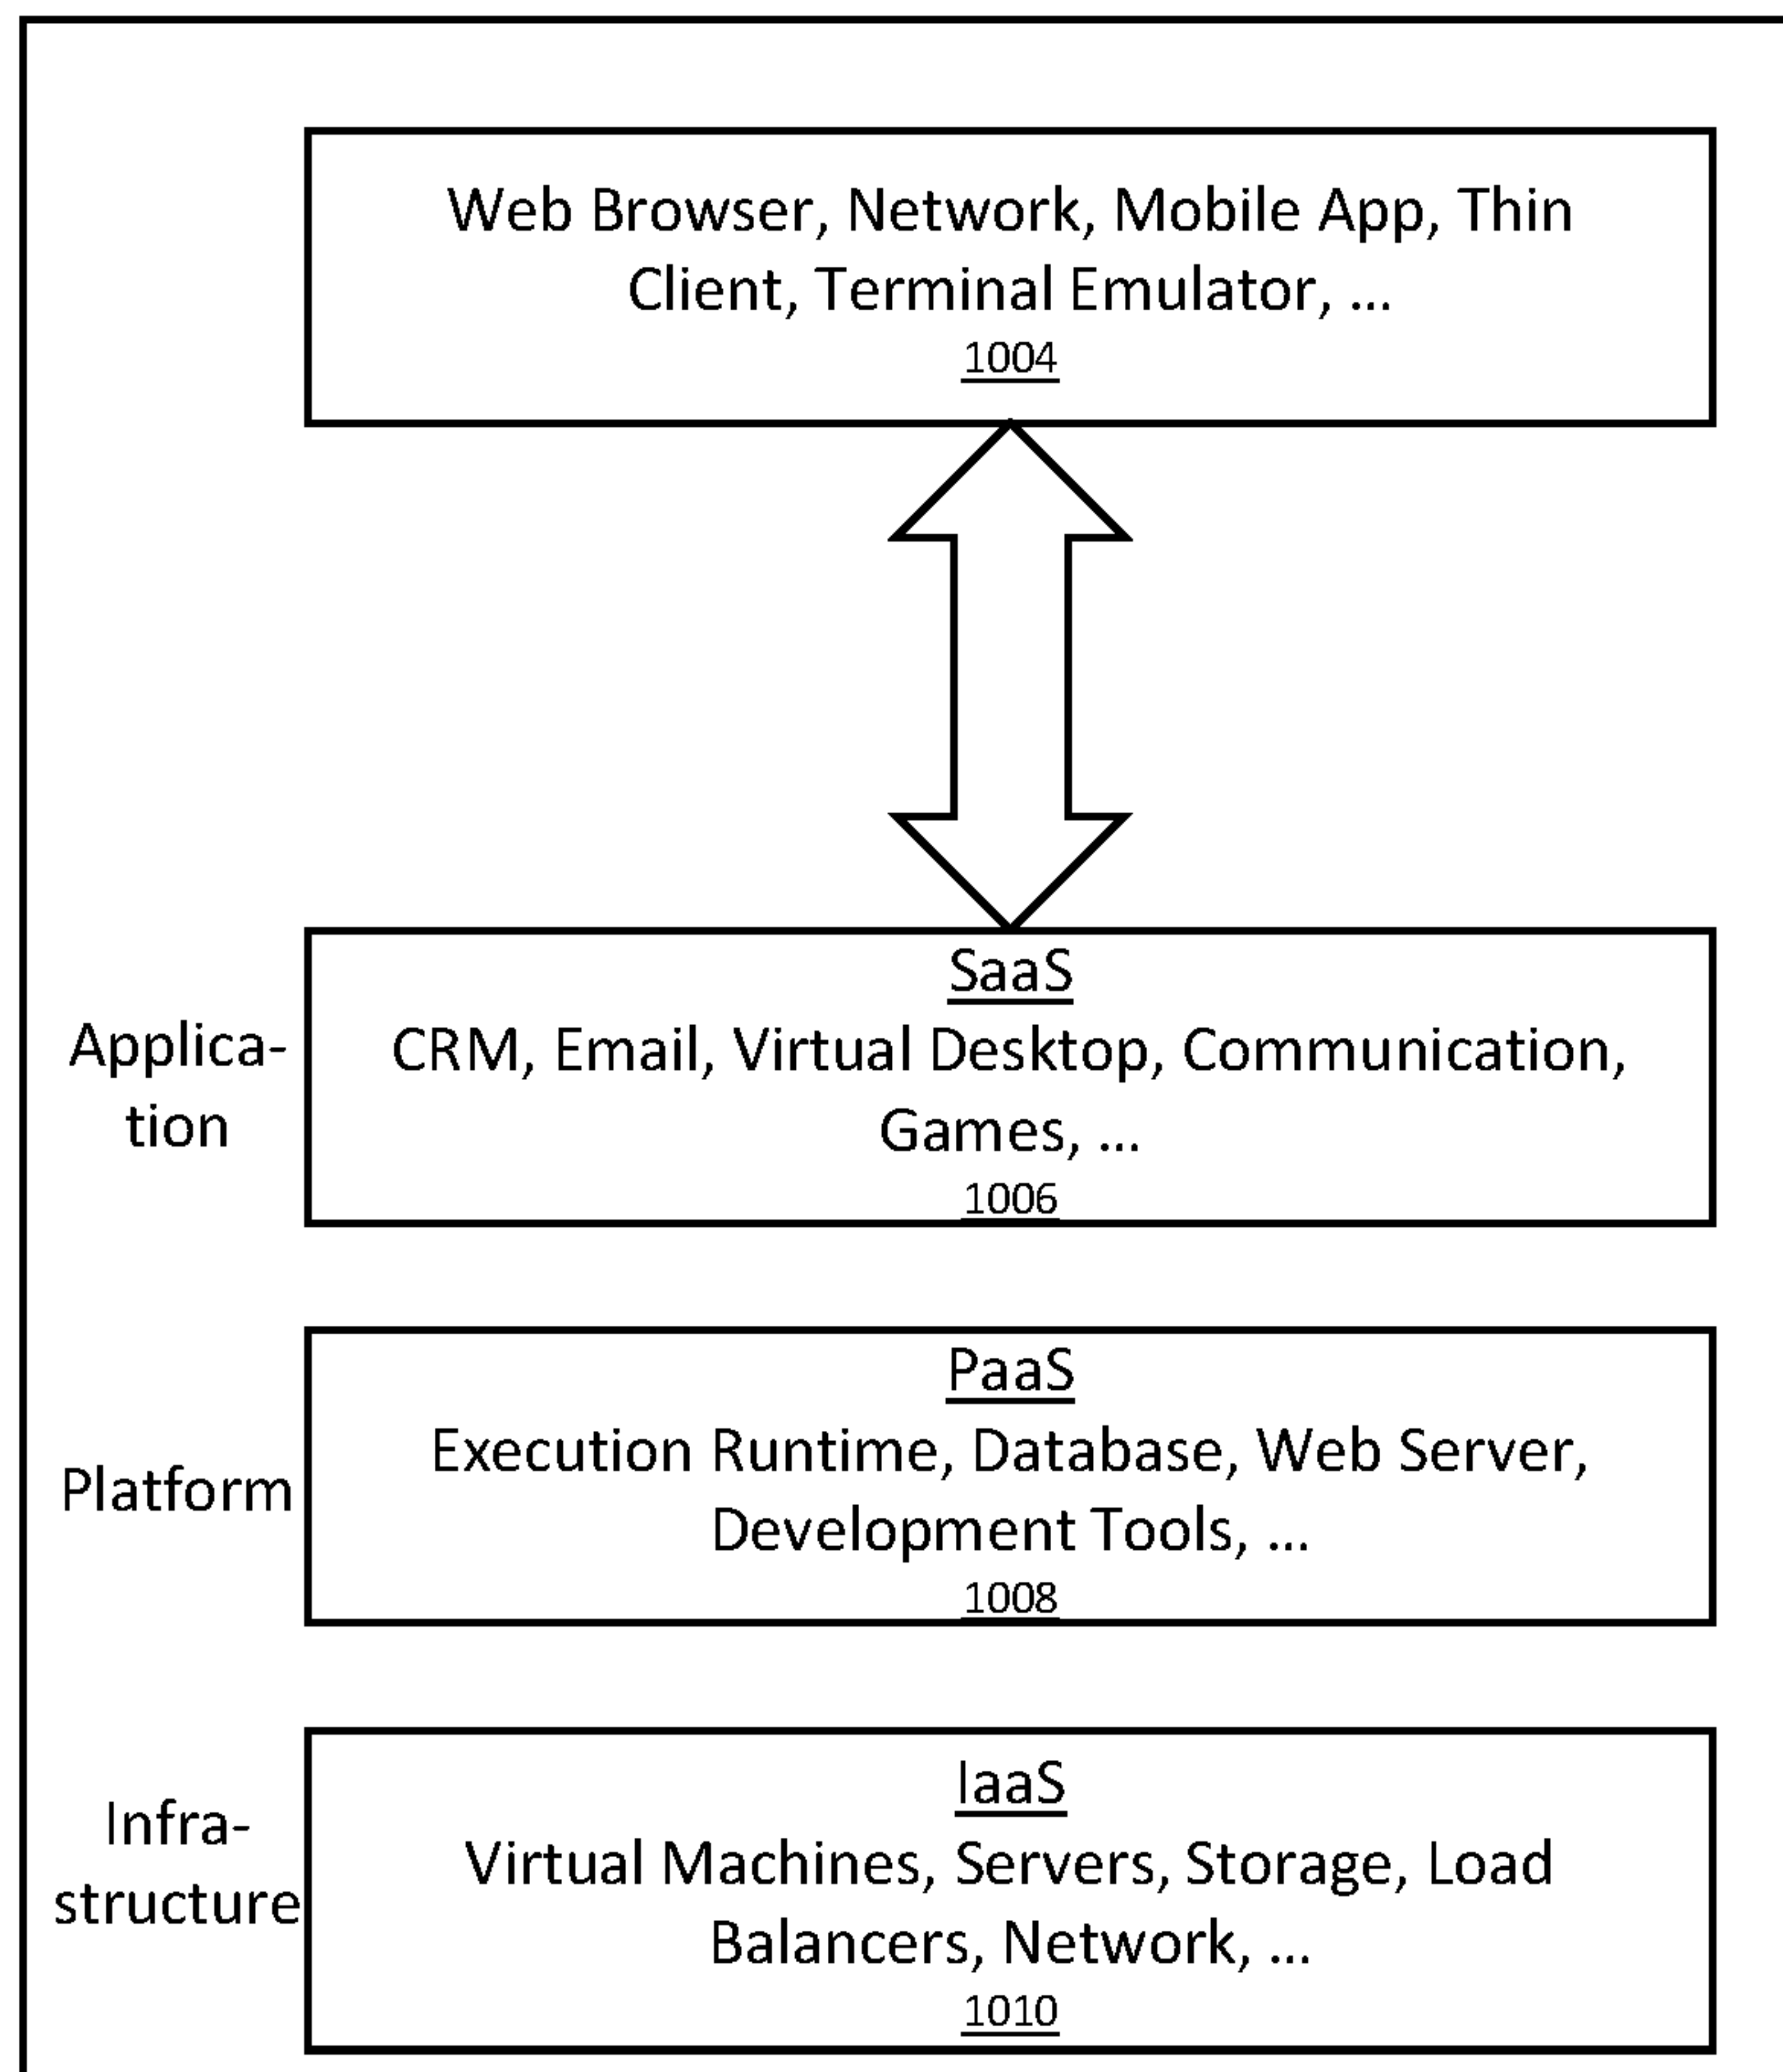 Web Browser, Network, Mobile App, Thin
Client, Terminal Emulator, ...
1004
SaaS
Applica-
tion
CRM, Email, Virtual Desktop, Communication,
Games, ...
1006
Platform
PaaS
Execution Runtime, Database, Web Server,
Development Tools, ...
1008
Infra-
structure
IaaS
Virtual Machines, Servers, Storage, Load
Balancers, Network, ...
1010